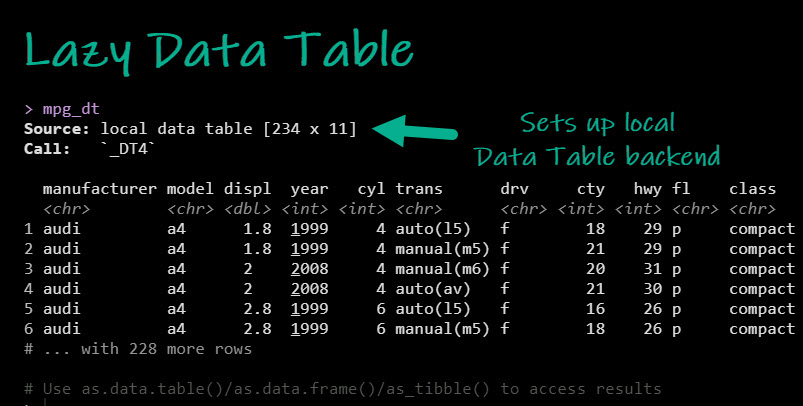 Lazy Data Table
> mpg_dt
Source: local data table [234 x 11]
Call:   `_DT4`
Sets up local
Data Table backend
manufacturer model displ year cyl trans drv cty hwy fl class
<chr> <chr> <dbl> <int> <int> <chr> <chr> <int> <int> <chr> <chr>
1 audi a4 1.8 1999 4 auto(l5) f 18 29 p compact
2 audi a4 1.8 1999 4 manual(m5) f 21 29 p compact
3 audi a4 2 2008 4 manual(m6) f 20 31 p compact
4 audi a4 2 2008 4 auto(av) f 21 30 p compact
5 audi a4 2.8 1999 6 auto(l5) f 16 26 p compact
6 audi a4 2.8 1999 6 manual(m5) f 18 26 p compact
# ... with 228 more rows
# Use as.data.table()/as.data.frame()/as_tibble() to access results